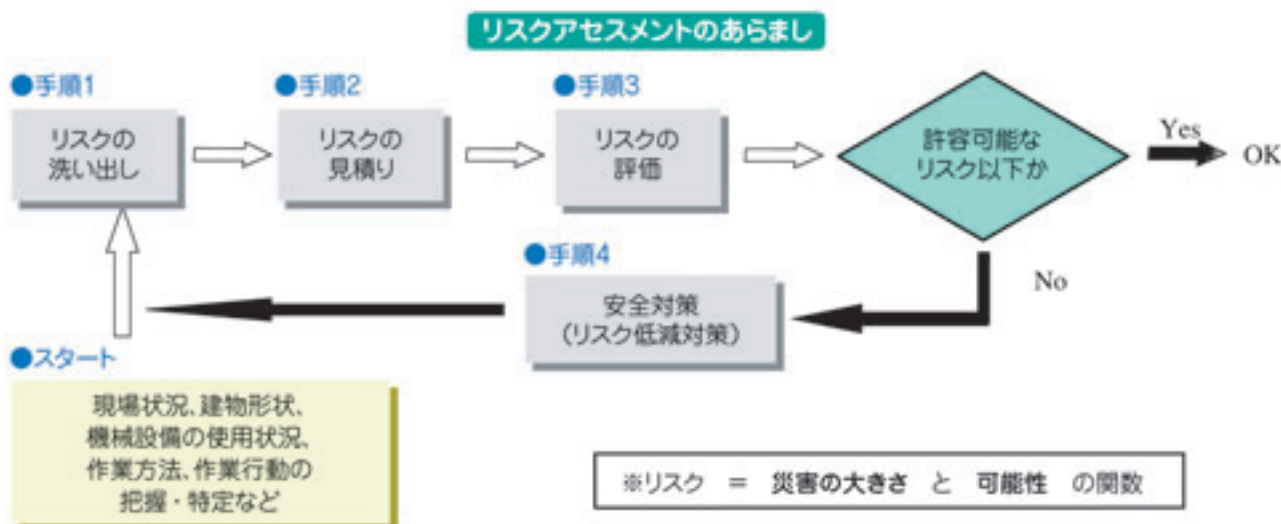 リスクアセスメントのあらまし
●手順1
リスクの
洗い出し
●手順2
リスクの
見積り
●手順3
リスクの
評価
許容可能な
リスク以下か
Yes
OK
No
●手順4
安全対策
(リスク低減対策)
●スタート
現場状況、建物形状、
機械設備の使用状況、
作業方法、作業行動の
把握・特定など
※リスク = 災害の大きさ と 可能性 の関数